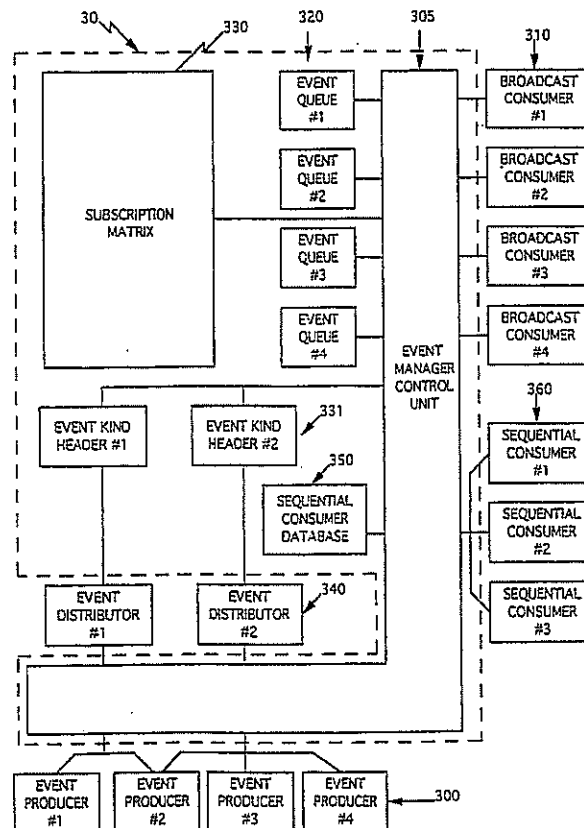 30
330
320
305
310
SUBSCRIPTION
MATRIX
EVENT
QUEUE
#1
EVENT
QUEUE
#2
EVENT
QUEUE
#3
EVENT
QUEUE
#4
EVENT
MANAGER
CONTROL
UNIT
BROADCAST
CONSUMER
#1
BROADCAST
CONSUMER
#2
BROADCAST
CONSUMER
#3
BROADCAST
CONSUMER
#4
EVENT KIND
HEADER #1
EVENT KIND
HEADER #2
331
350
SEQUENTIAL
CONSUMER
DATABASE
360
SEQUENTIAL
CONSUMER
#1
SEQUENTIAL
CONSUMER
#2
SEQUENTIAL
CONSUMER
#3
EVENT
DISTRIBUTOR
#1
EVENT
DISTRIBUTOR
#2
340
EVENT
PRODUCER
#1
EVENT
PRODUCER
#2
EVENT
PRODUCER
#3
EVENT
PRODUCER
#4
300